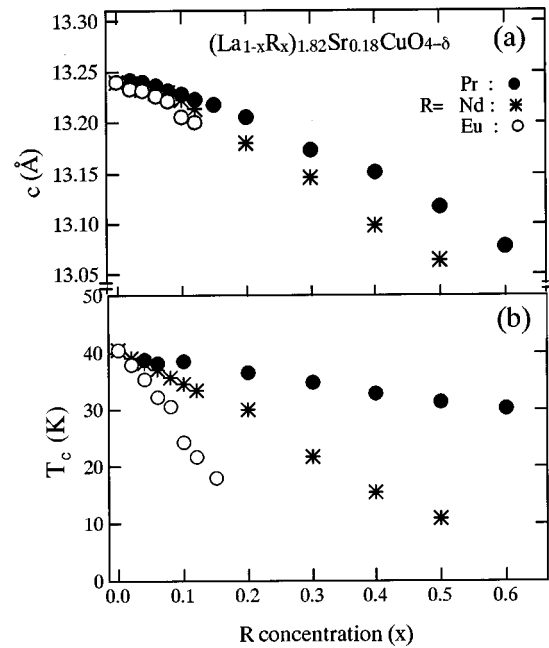 (La1-xRx)1.82Sr0.18CuO4-δ
(a)
Pr : ●
R= Nd : ✳
Eu : ○
c (Å)
13.30
13.25
13.20
13.15
13.10
13.05
(b)
Tc (K)
50
40
30
20
10
0
0.0 0.1 0.2 0.3 0.4 0.5 0.6
R concentration (x)